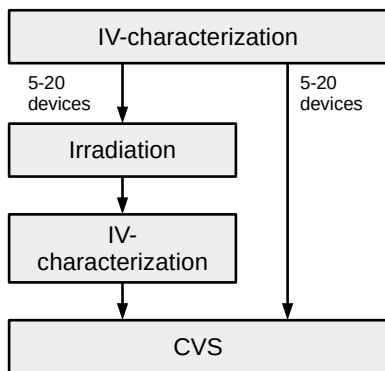 IV-characterization
5-20
devices
5-20
devices
Irradiation
IV-
characterization
CVS